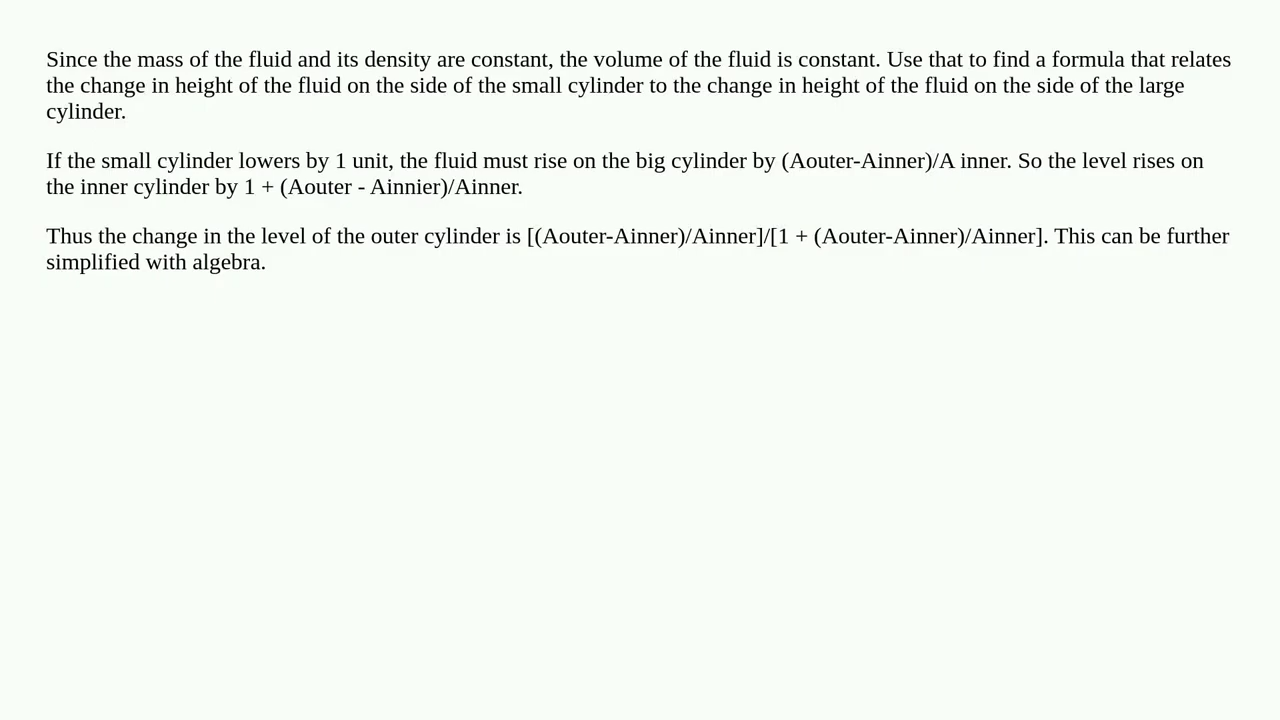 Since the mass of the fluid and its density are constant, the volume of the fluid is constant. Use that to find a formula that relates
the change in height of the fluid on the side of the small cylinder to the change in height of the fluid on the side of the large
cylinder.
If the small cylinder lowers by 1 unit, the fluid must rise on the big cylinder by (Aouter-Ainner)/A inner. So the level rises on
the inner cylinder by 1 + (Aouter - Ainnier)/Ainner.
Thus the change in the level of the outer cylinder is [(Aouter-Ainner)/Ainner]/[1 + (Aouter-Ainner)/Ainner]. This can be further
simplified with algebra.